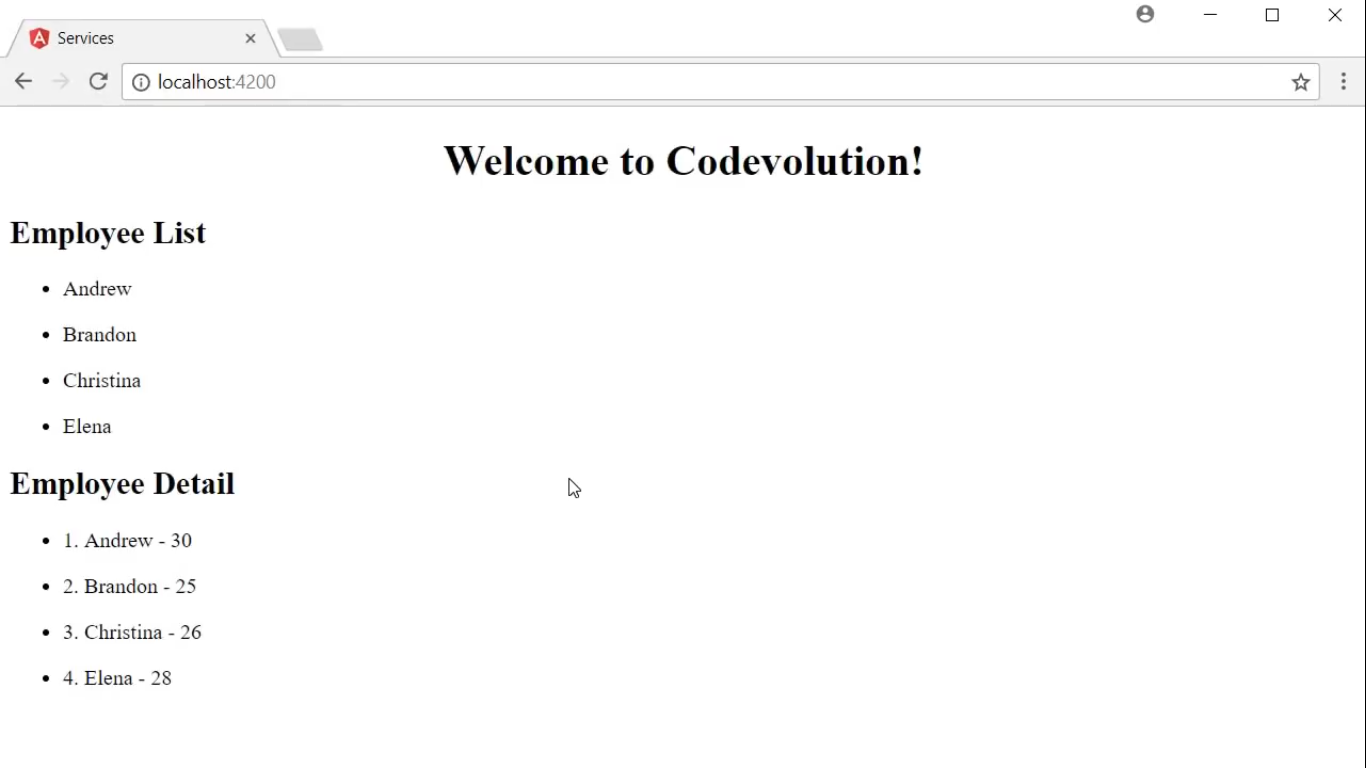 Services
localhost:4200
Welcome to Codevolution!
Employee List
Andrew
Brandon
Christina
Elena
Employee Detail
1. Andrew - 30
2. Brandon - 25
3. Christina - 26
4. Elena - 28